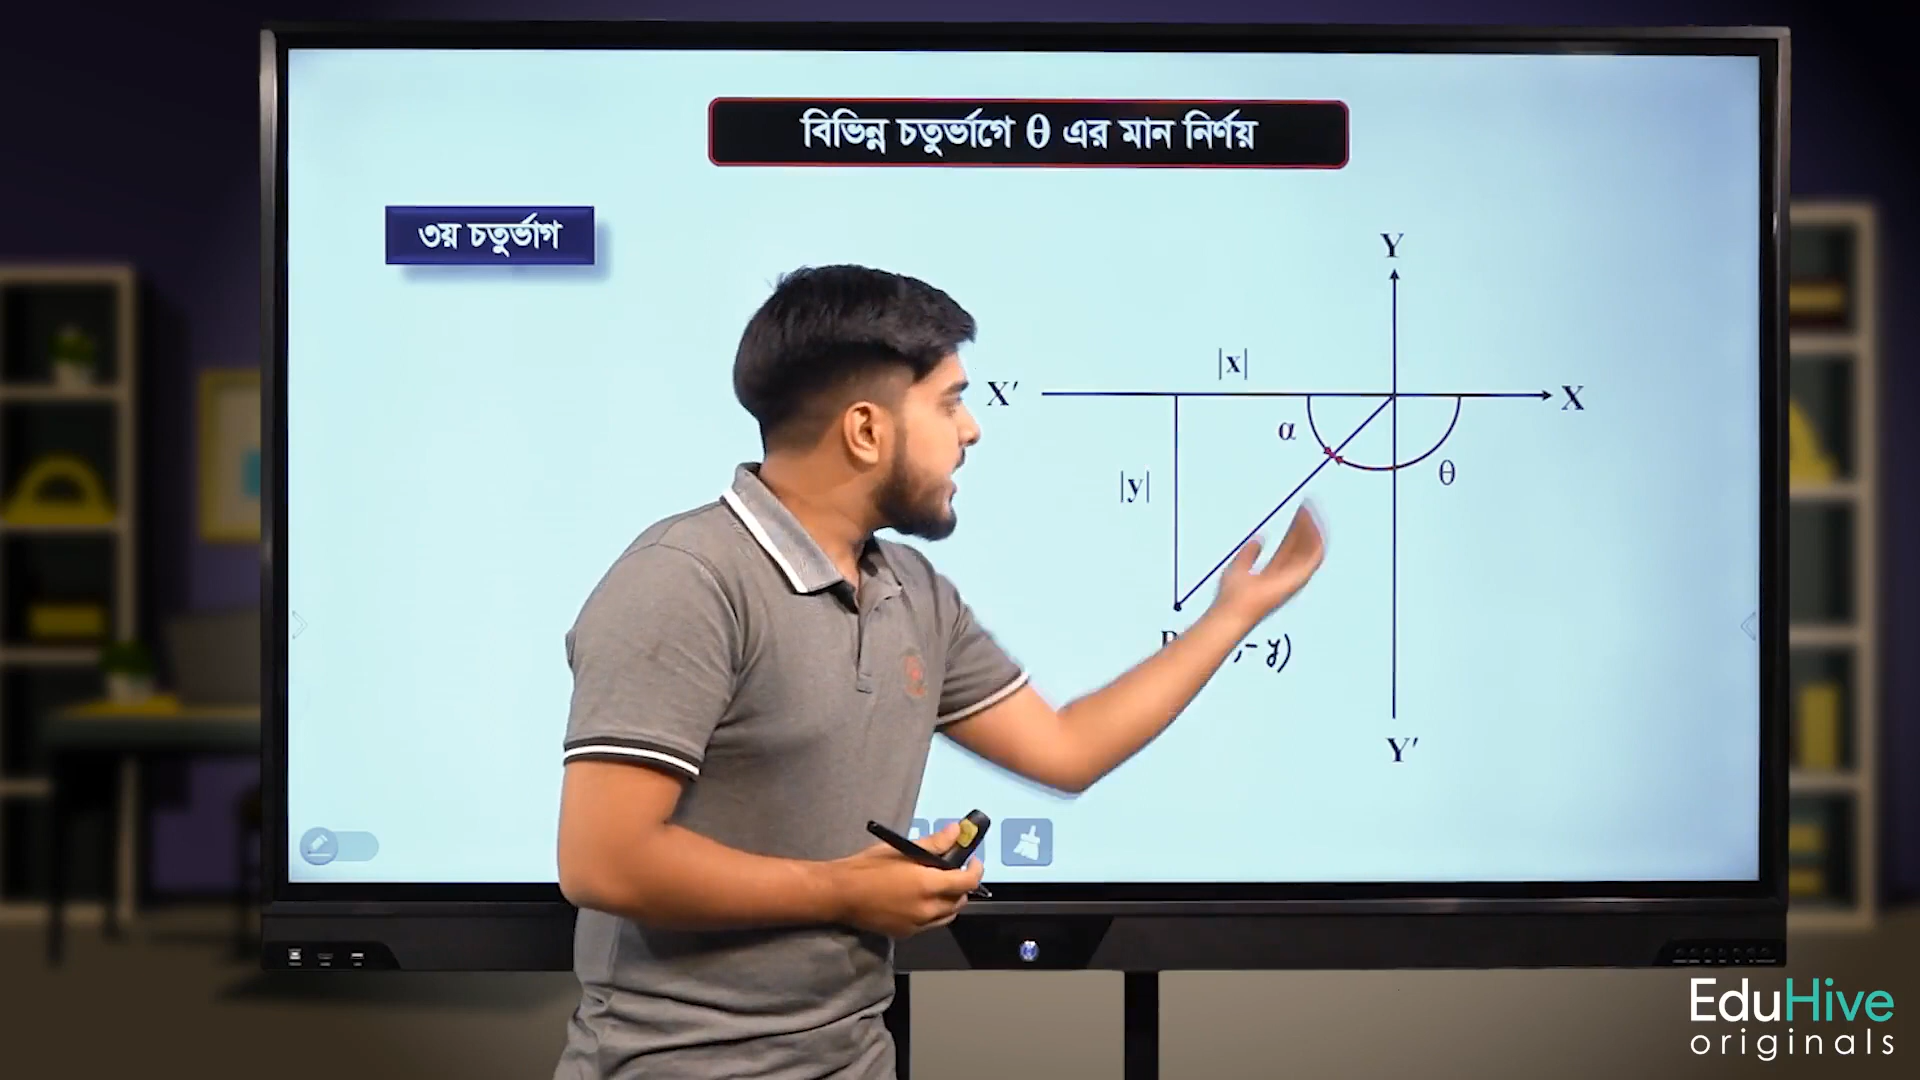 বিভিন্ন চতুর্ভাগে θ এর মান নির্ণয়
৩য় চতুর্ভাগ
Y
|x|
X′
X
α
θ
|y|
,-y)
Y′
EduHive
originals